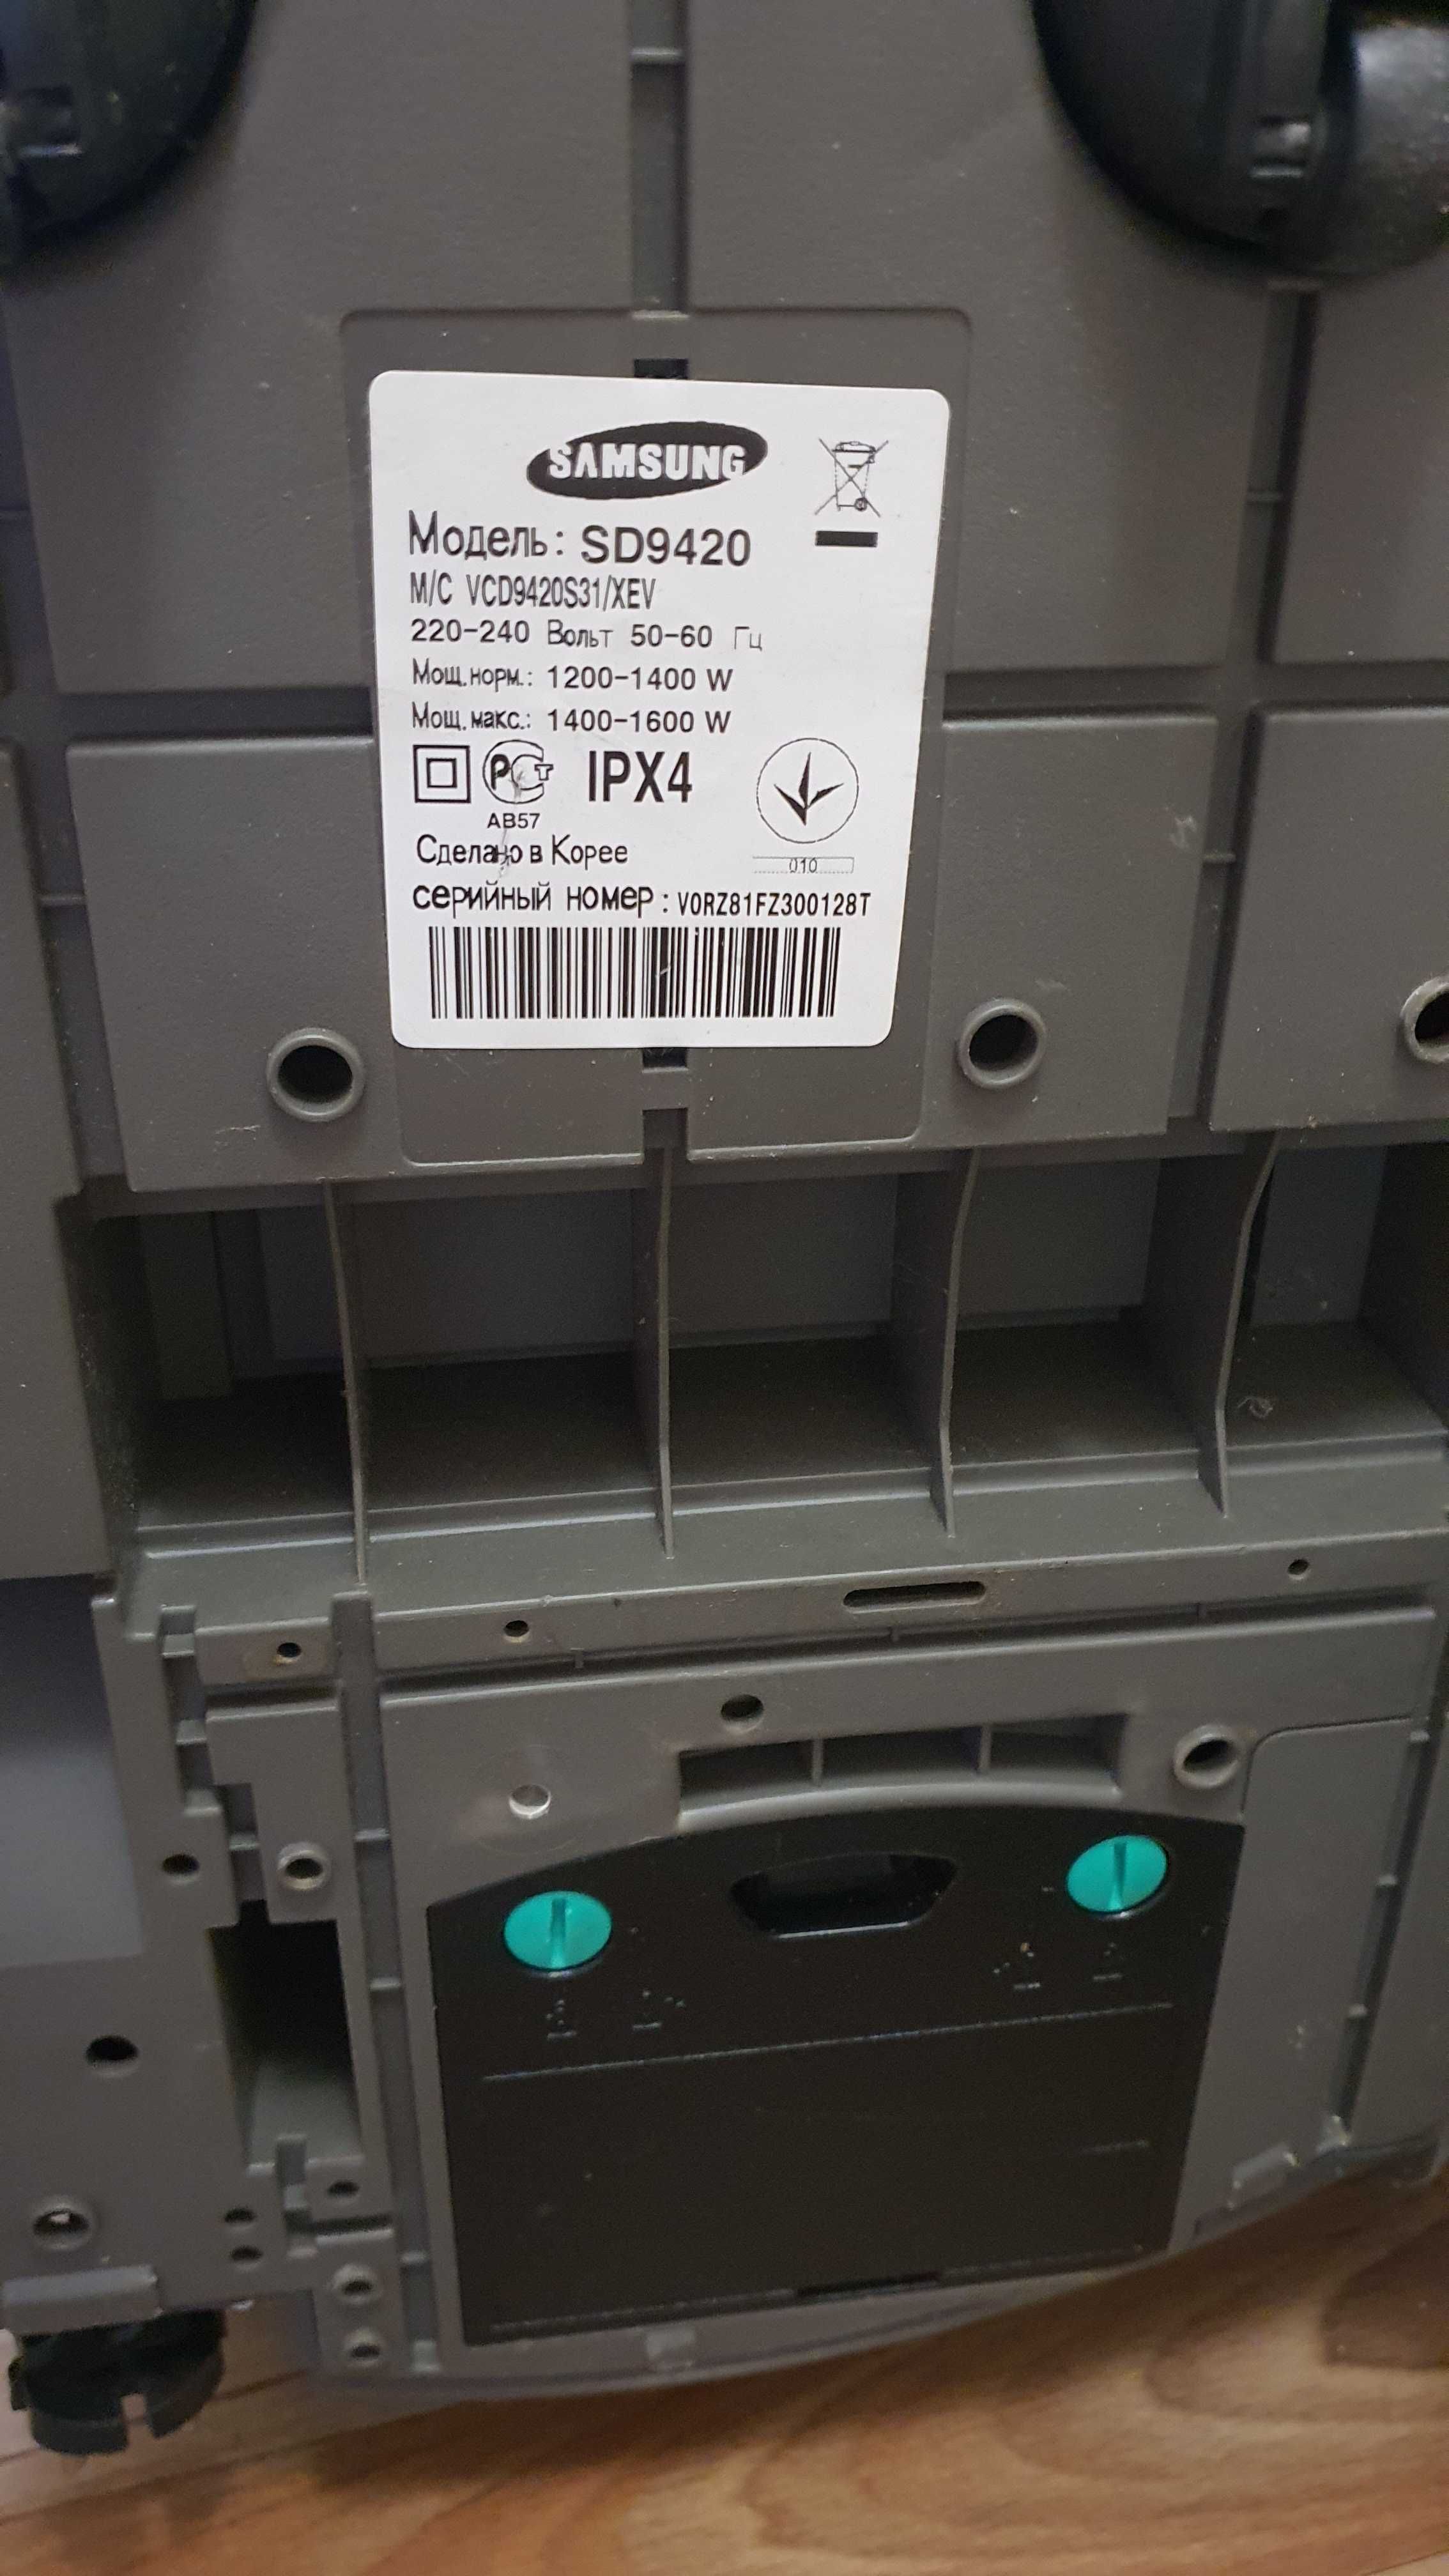 SAMSUNG
Модель: SD9420
M/C VCD9420S31/XEV
220-240 Вольт 50-60 Гц
Мощ.норм.: 1200-1400 W
Мощ.макс.: 1400-1600 W
РСТ IPX4
AB57
010
Сделано в Корее
серийный номер: V0RZ81FZ300128T